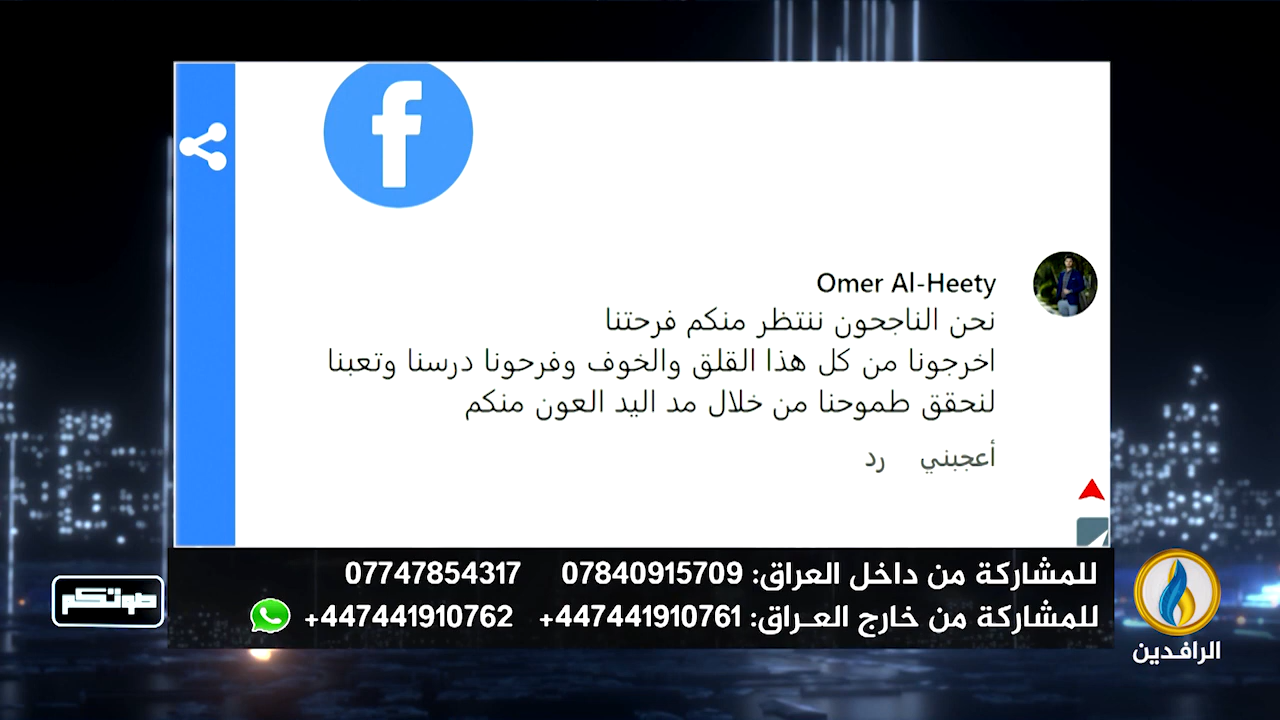 f
Omer Al-Heety
نحن الناجحون ننتظر منكم فرحتنا
اخرجونا من كل هذا القلق والخوف وفرحونا درسنا وتعبنا
لنحقق طموحنا من خلال مد اليد العون منكم
أعجبني رد
للمشاركة من داخل العراق: 07840915709 07747854317
للمشاركة من خارج العـراق: 447441910761+ 447441910762+
صوتكم
الرافدين